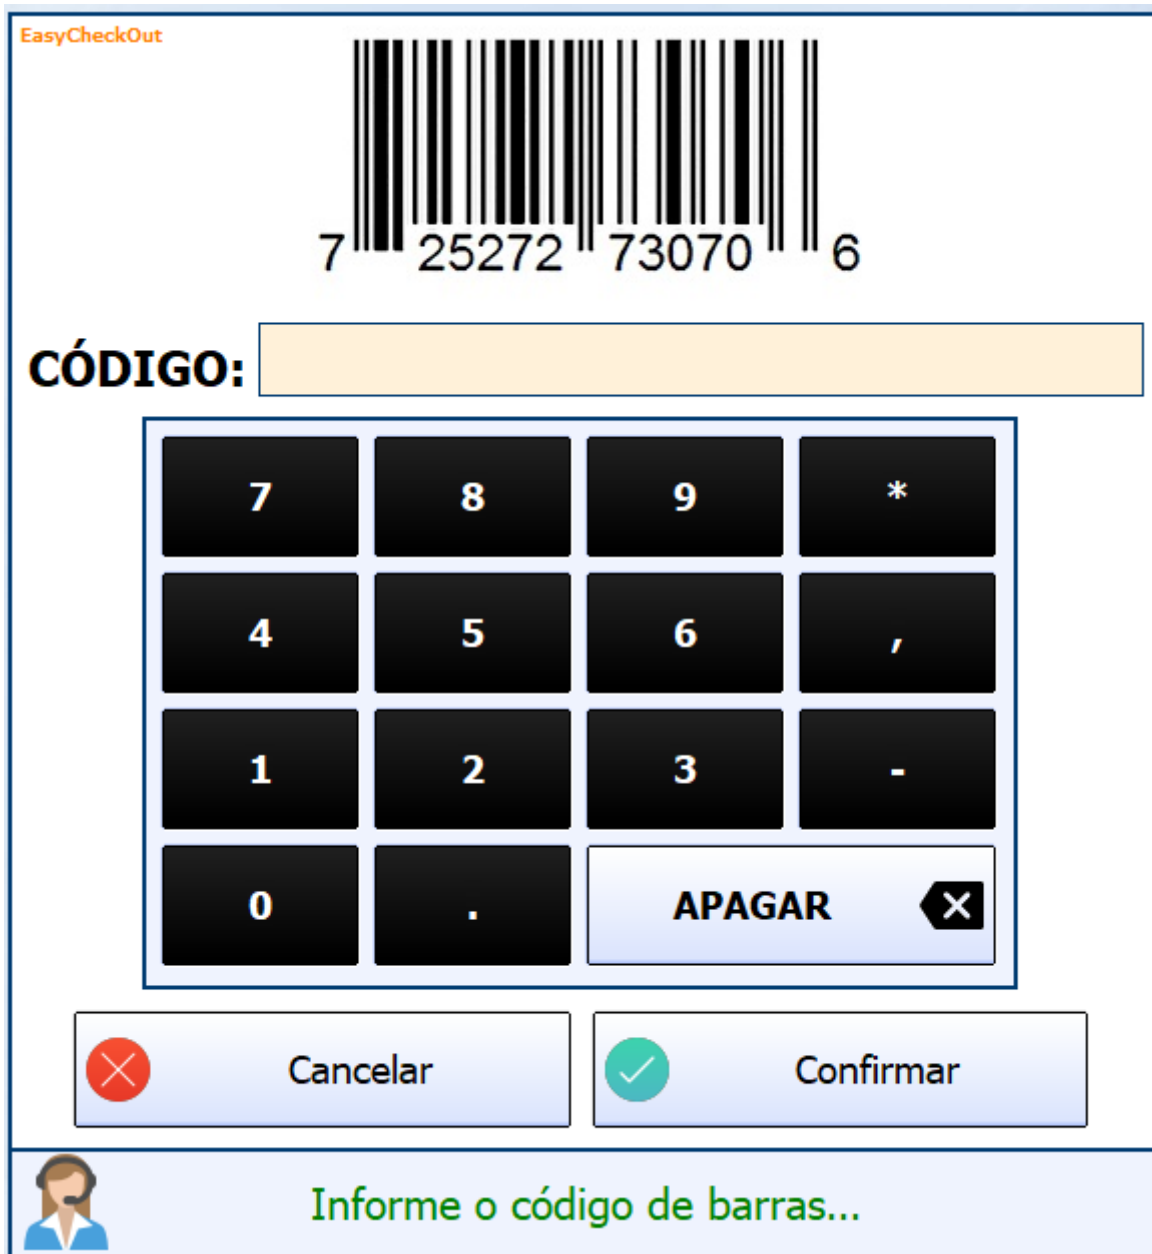 EasyCheckOut
7 25272 73070 6
CÓDIGO:
7 8 9 *
4 5 6 ,
1 2 3 -
0 . APAGAR
Cancelar Confirmar
Informe o código de barras...